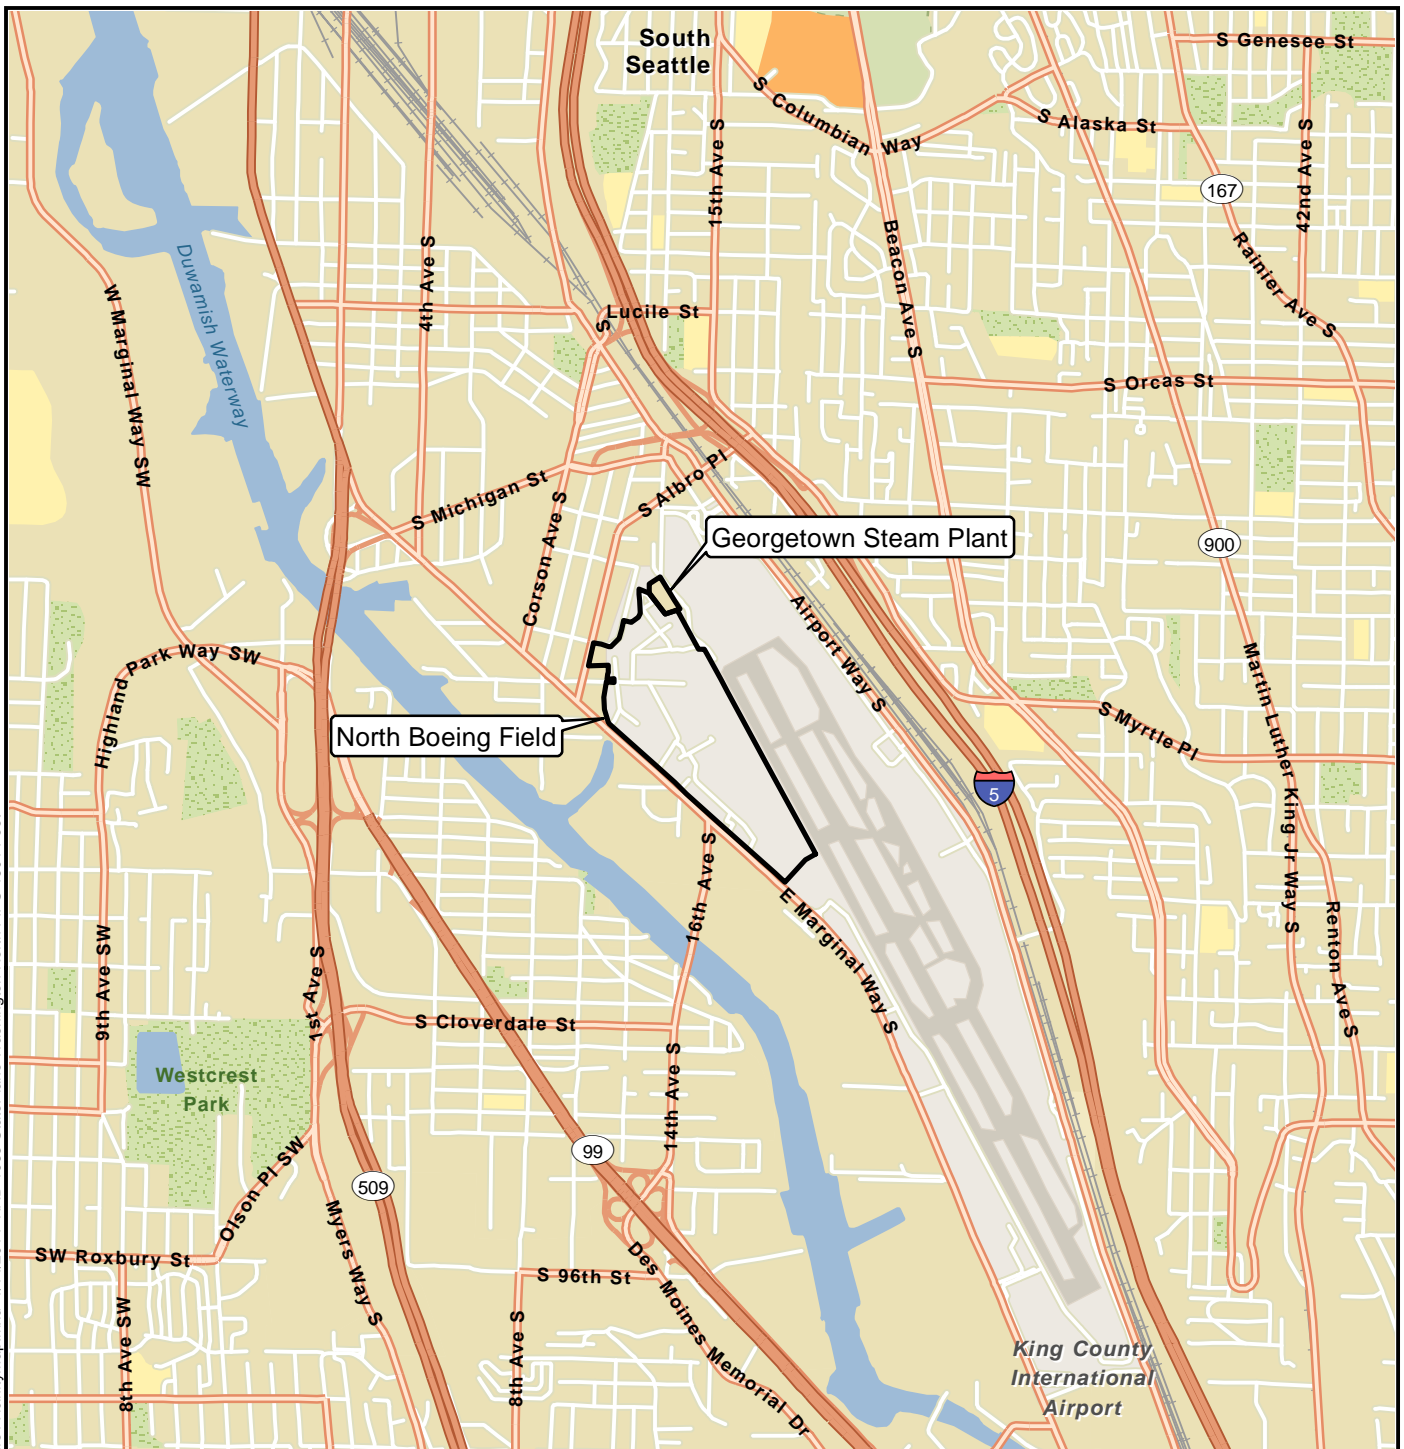 South
Seattle
S Genesee St
S Columbian Way
S Alaska St
15th Ave S
42nd Ave S
167
4th Ave S
Duwamish Waterway
Beacon Ave S
Rainier Ave S
W Marginal Way SW
S Lucile St
S Orcas St
S Albro Pl
S Michigan St
Corson Ave S
Georgetown Steam Plant
900
Airport Way S
Highland Park Way SW
North Boeing Field
S Myrtle Pl
Martin Luther King Jr Way S
5
16th Ave S
E Marginal Way S
9th Ave SW
1st Ave S
Renton Ave S
S Cloverdale St
Westcrest
Park
14th Ave S
99
509
Olson Pl SW
Myers Way S
SW Roxbury St
S 96th St
Des Moines Memorial Dr
8th Ave SW
8th Ave S
King County
International
Airport